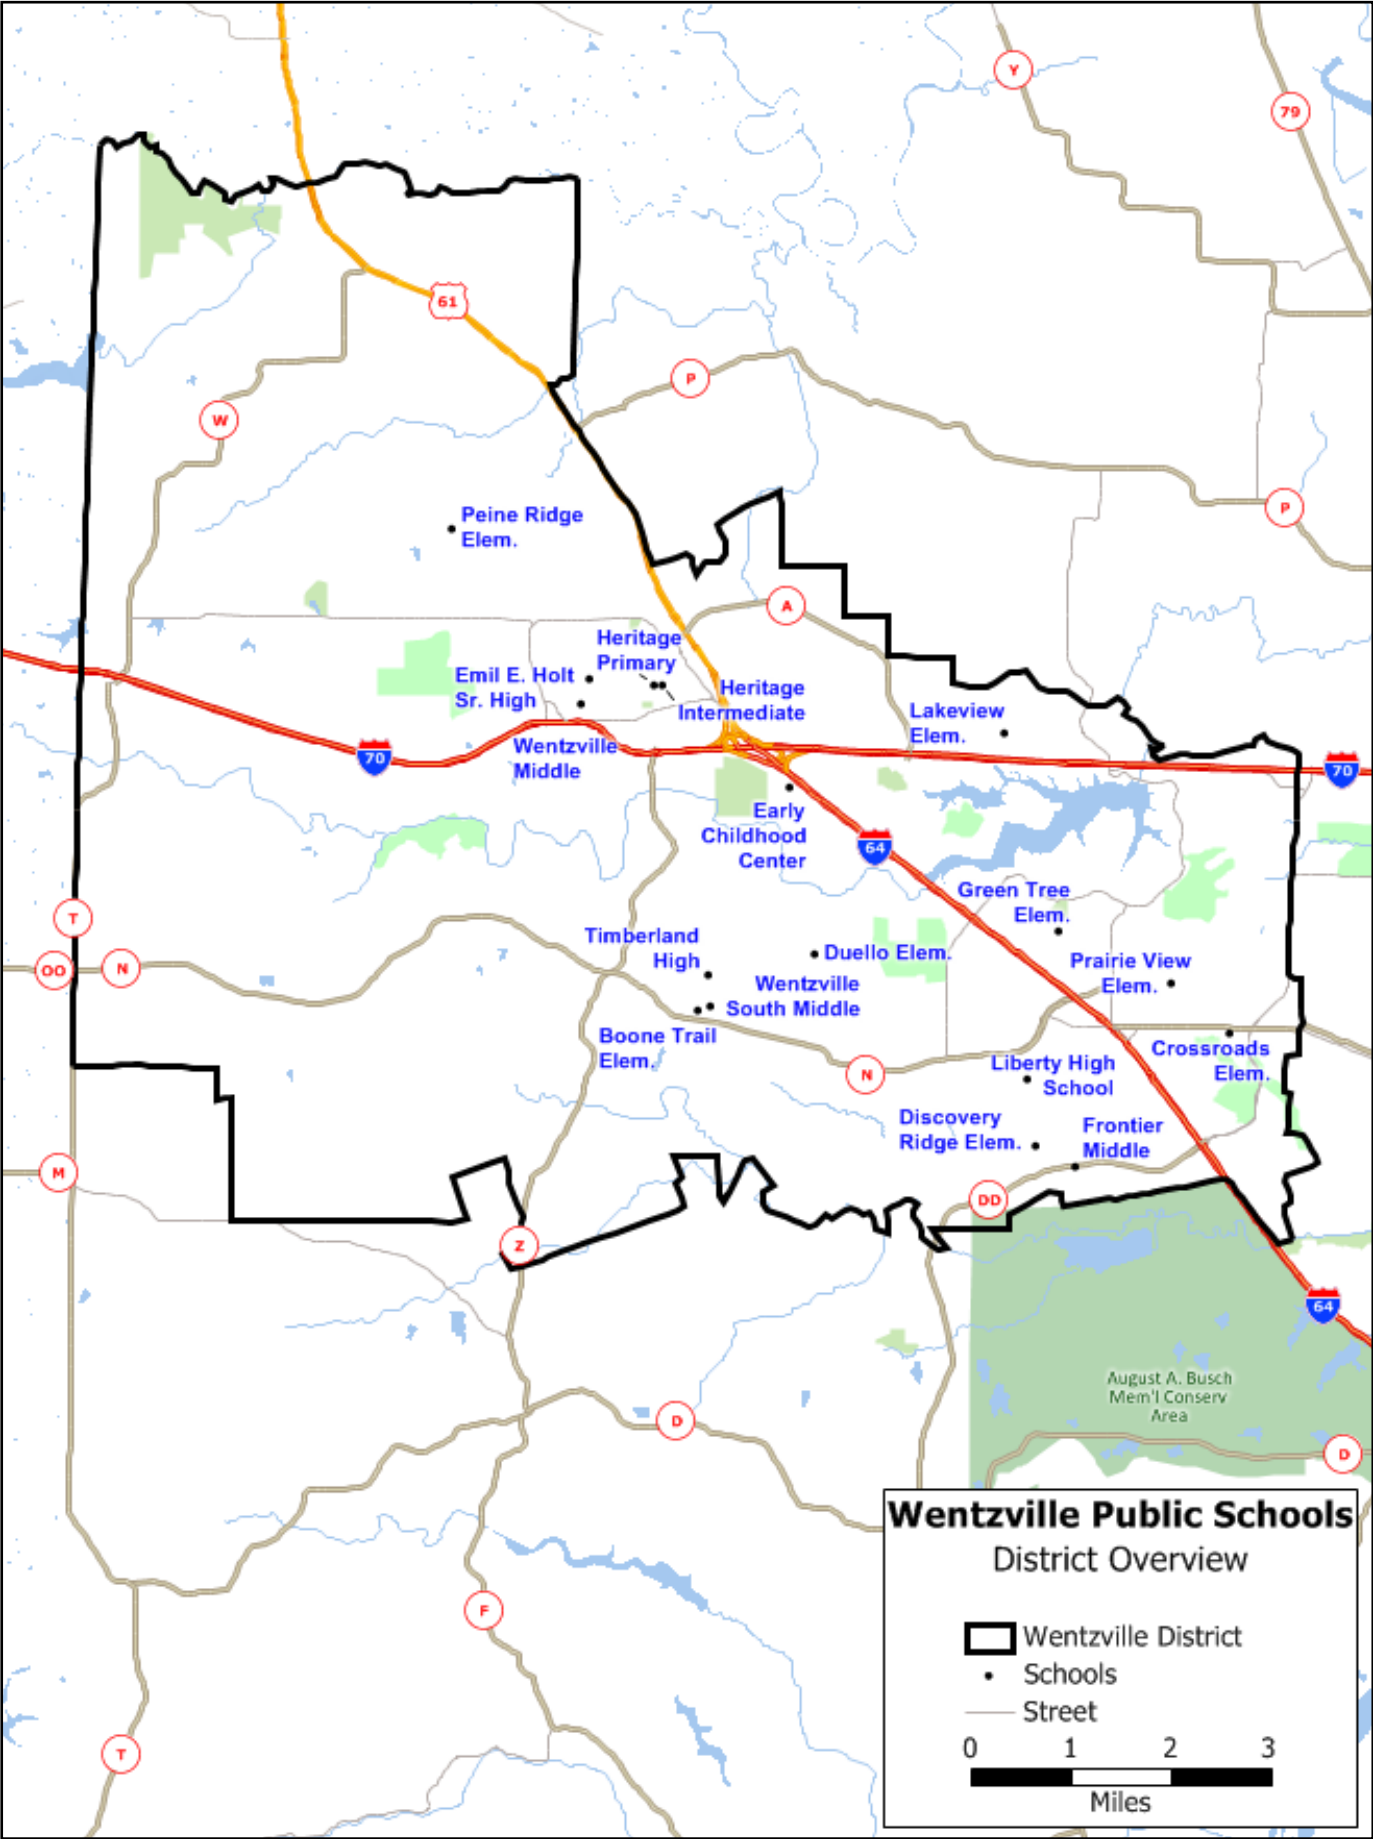 Y
79
61
P
W
P
Peine Ridge
Elem.
A
Heritage
Primary
Emil E. Holt
Sr. High
Heritage
Intermediate
Lakeview
Elem.
Wentzville
Middle
70
70
Early
Childhood
Center
64
Green Tree
Elem.
T
Timberland
High
Duello Elem.
OO
N
Prairie View
Elem.
Wentzville
South Middle
Boone Trail
Elem.
Crossroads
Elem.
N
Liberty High
School
Discovery
Ridge Elem.
Frontier
Middle
M
DD
Z
64
August A. Busch
Mem'l Conserv
Area
D
D
Wentzville Public Schools
District Overview
F
Wentzville District
Schools
Street
T
0 1 2 3
Miles